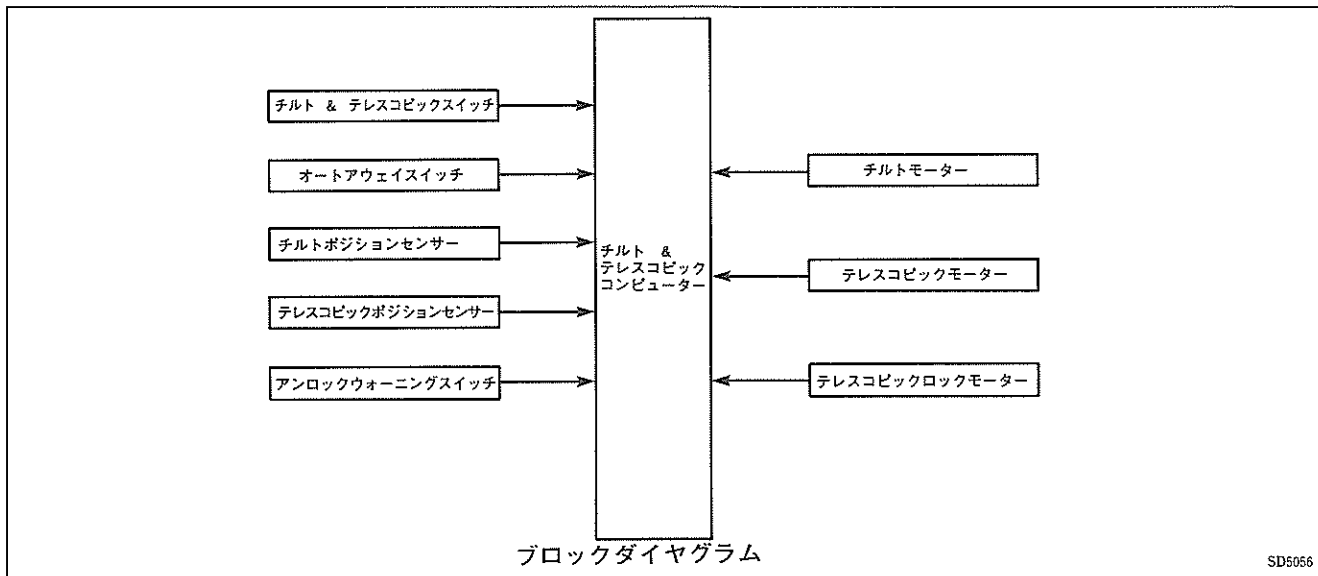 チルト & テレスコピックスイッチ
オートアウェイスイッチ
チルトポジションセンサー
テレスコピックポジションセンサー
アンロックウォーニングスイッチ
チルト &
テレスコピック
コンピューター
チルトモーター
テレスコピックモーター
テレスコピックロックモーター
ブロックダイヤグラム
SD5056